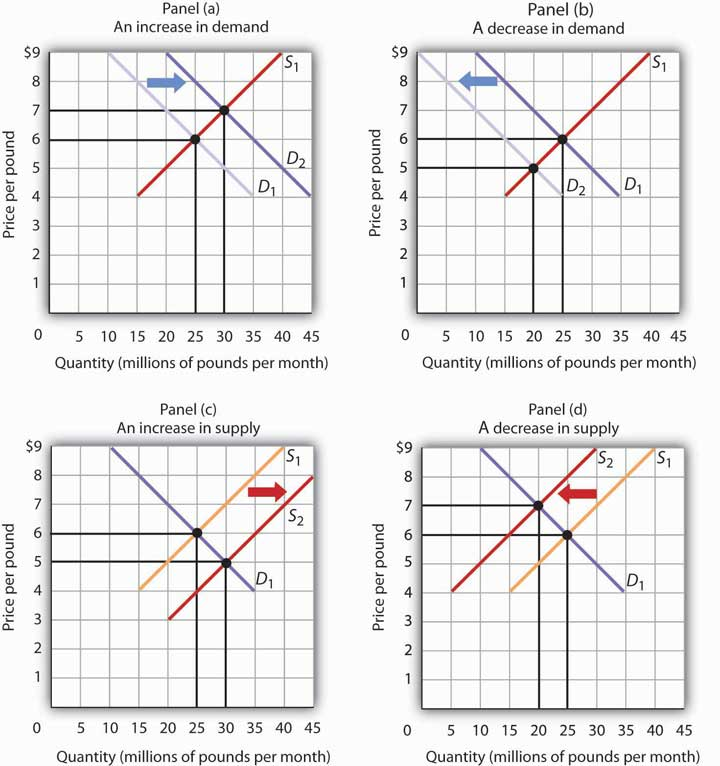 Panel (a)
An increase in demand
$9
8
7
6
5
4
3
2
1
0
5 10 15 20 25 30 35 40 45
Price per pound
Quantity (millions of pounds per month)
S1
D2
D1
Panel (b)
A decrease in demand
$9
8
7
6
5
4
3
2
1
0
5 10 15 20 25 30 35 40 45
Price per pound
Quantity (millions of pounds per month)
S1
D2
D1
Panel (c)
An increase in supply
$9
8
7
6
5
4
3
2
1
0
5 10 15 20 25 30 35 40 45
Price per pound
Quantity (millions of pounds per month)
S1
S2
D1
Panel (d)
A decrease in supply
$9
8
7
6
5
4
3
2
1
0
5 10 15 20 25 30 35 40 45
Price per pound
Quantity (millions of pounds per month)
S2
S1
D1